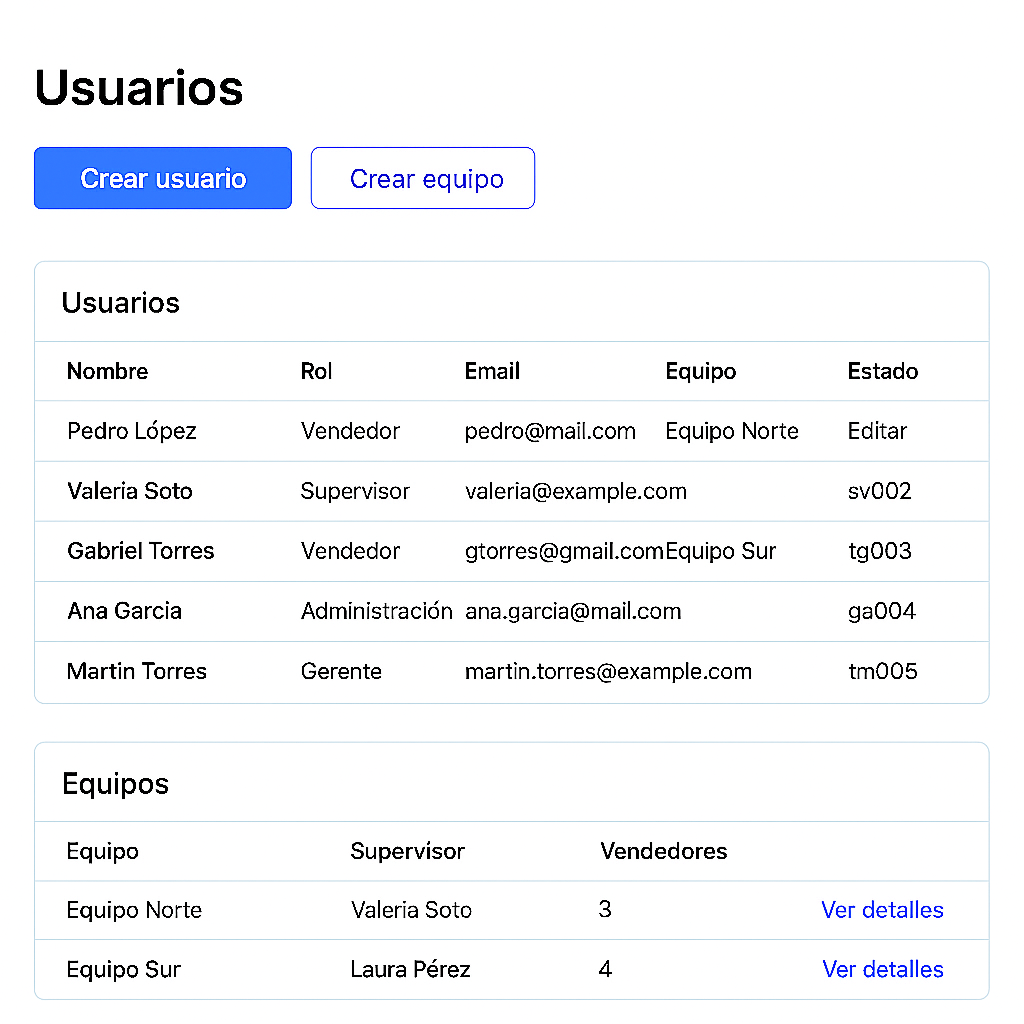 Usuarios
Crear usuario Crear equipo
Usuarios
Nombre Rol Email Equipo Estado
Pedro López Vendedor pedro@mail.com Equipo Norte Editar
Valeria Soto Supervisor valeria@example.com sv002
Gabriel Torres Vendedor gtorres@gmail.com Equipo Sur tg003
Ana Garcia Administración ana.garcia@mail.com ga004
Martin Torres Gerente martin.torres@example.com tm005
Equipos
Equipo Supervísor Vendedores
Equipo Norte Valeria Soto 3 Ver detalles
Equipo Sur Laura Pérez 4 Ver detalles